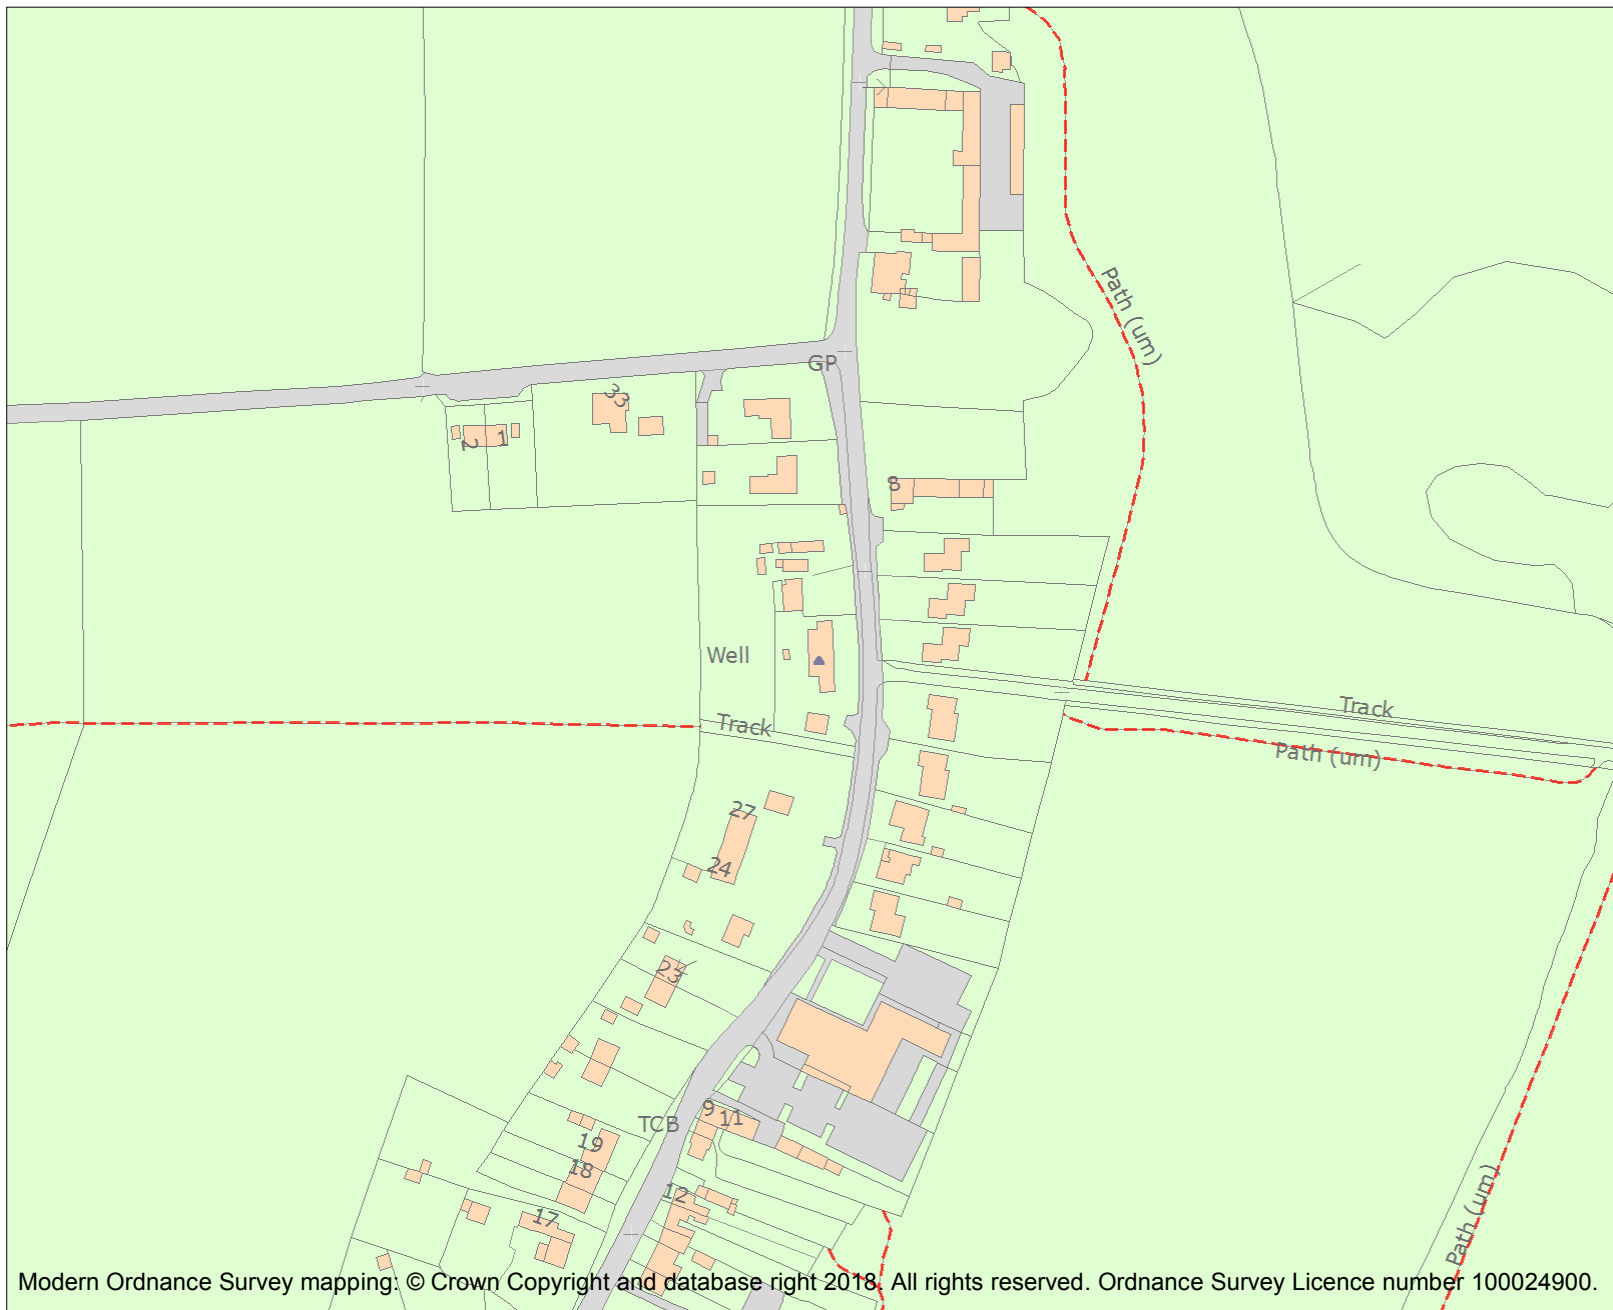 Path (um)
GP
33
2
1
8
Well
Track
Track
Path (um)
27
24
23
9
11
TCB
19
18
12
17
Path (um)
Modern Ordnance Survey mapping: © Crown Copyright and database right 2018. All rights reserved. Ordnance Survey Licence number 100024900.